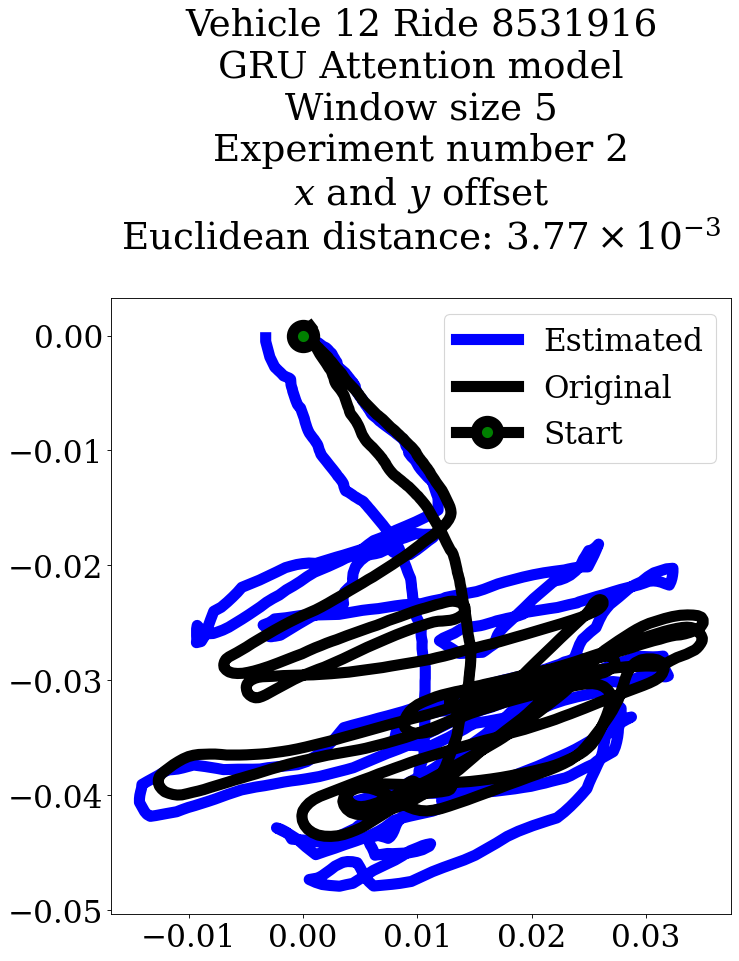 Vehicle 12 Ride 8531916
GRU Attention model
Window size 5
Experiment number 2
x and y offset
Euclidean distance: 3.77 × 10⁻³
Estimated
Original
Start
0.00
−0.01
−0.02
−0.03
−0.04
−0.05
−0.01
0.00
0.01
0.02
0.03